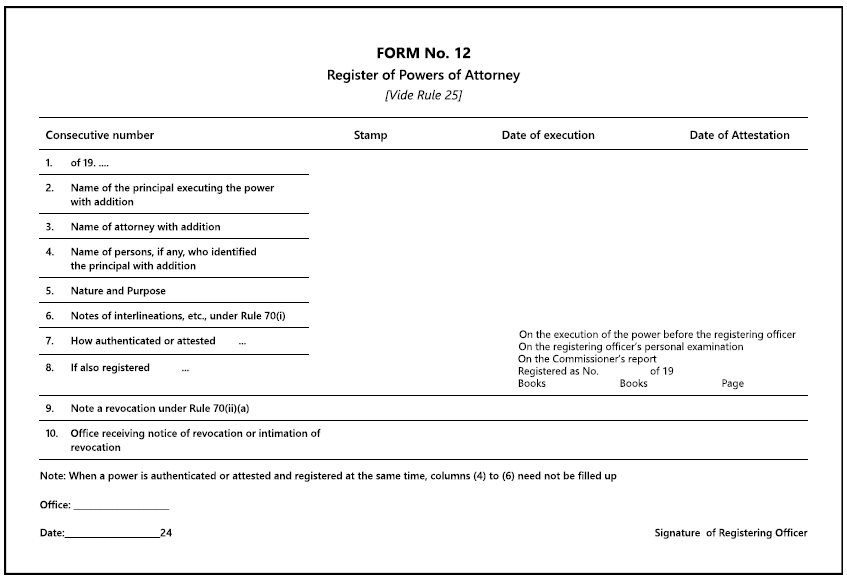 FORM No. 12
Register of Powers of Attorney
[Vide Rule 25]
Consecutive number Stamp Date of execution Date of Attestation
1. of 19. ....
2. Name of the principal executing the power
with addition
3. Name of attorney with addition
4. Name of persons, if any, who identified
the principal with addition
5. Nature and Purpose
6. Notes of interlineations, etc., under Rule 70(i)
7. How authenticated or attested ...
On the execution of the power before the registering officer
On the registering officer's personal examination
On the Commissioner's report
8. If also registered ...
Registered as No. of 19
Books Books Page
9. Note a revocation under Rule 70(ii)(a)
10. Office receiving notice of revocation or intimation of
revocation
Note: When a power is authenticated or attested and registered at the same time, columns (4) to (6) need not be filled up
Office: __________________
Date:__________________24 Signature of Registering Officer